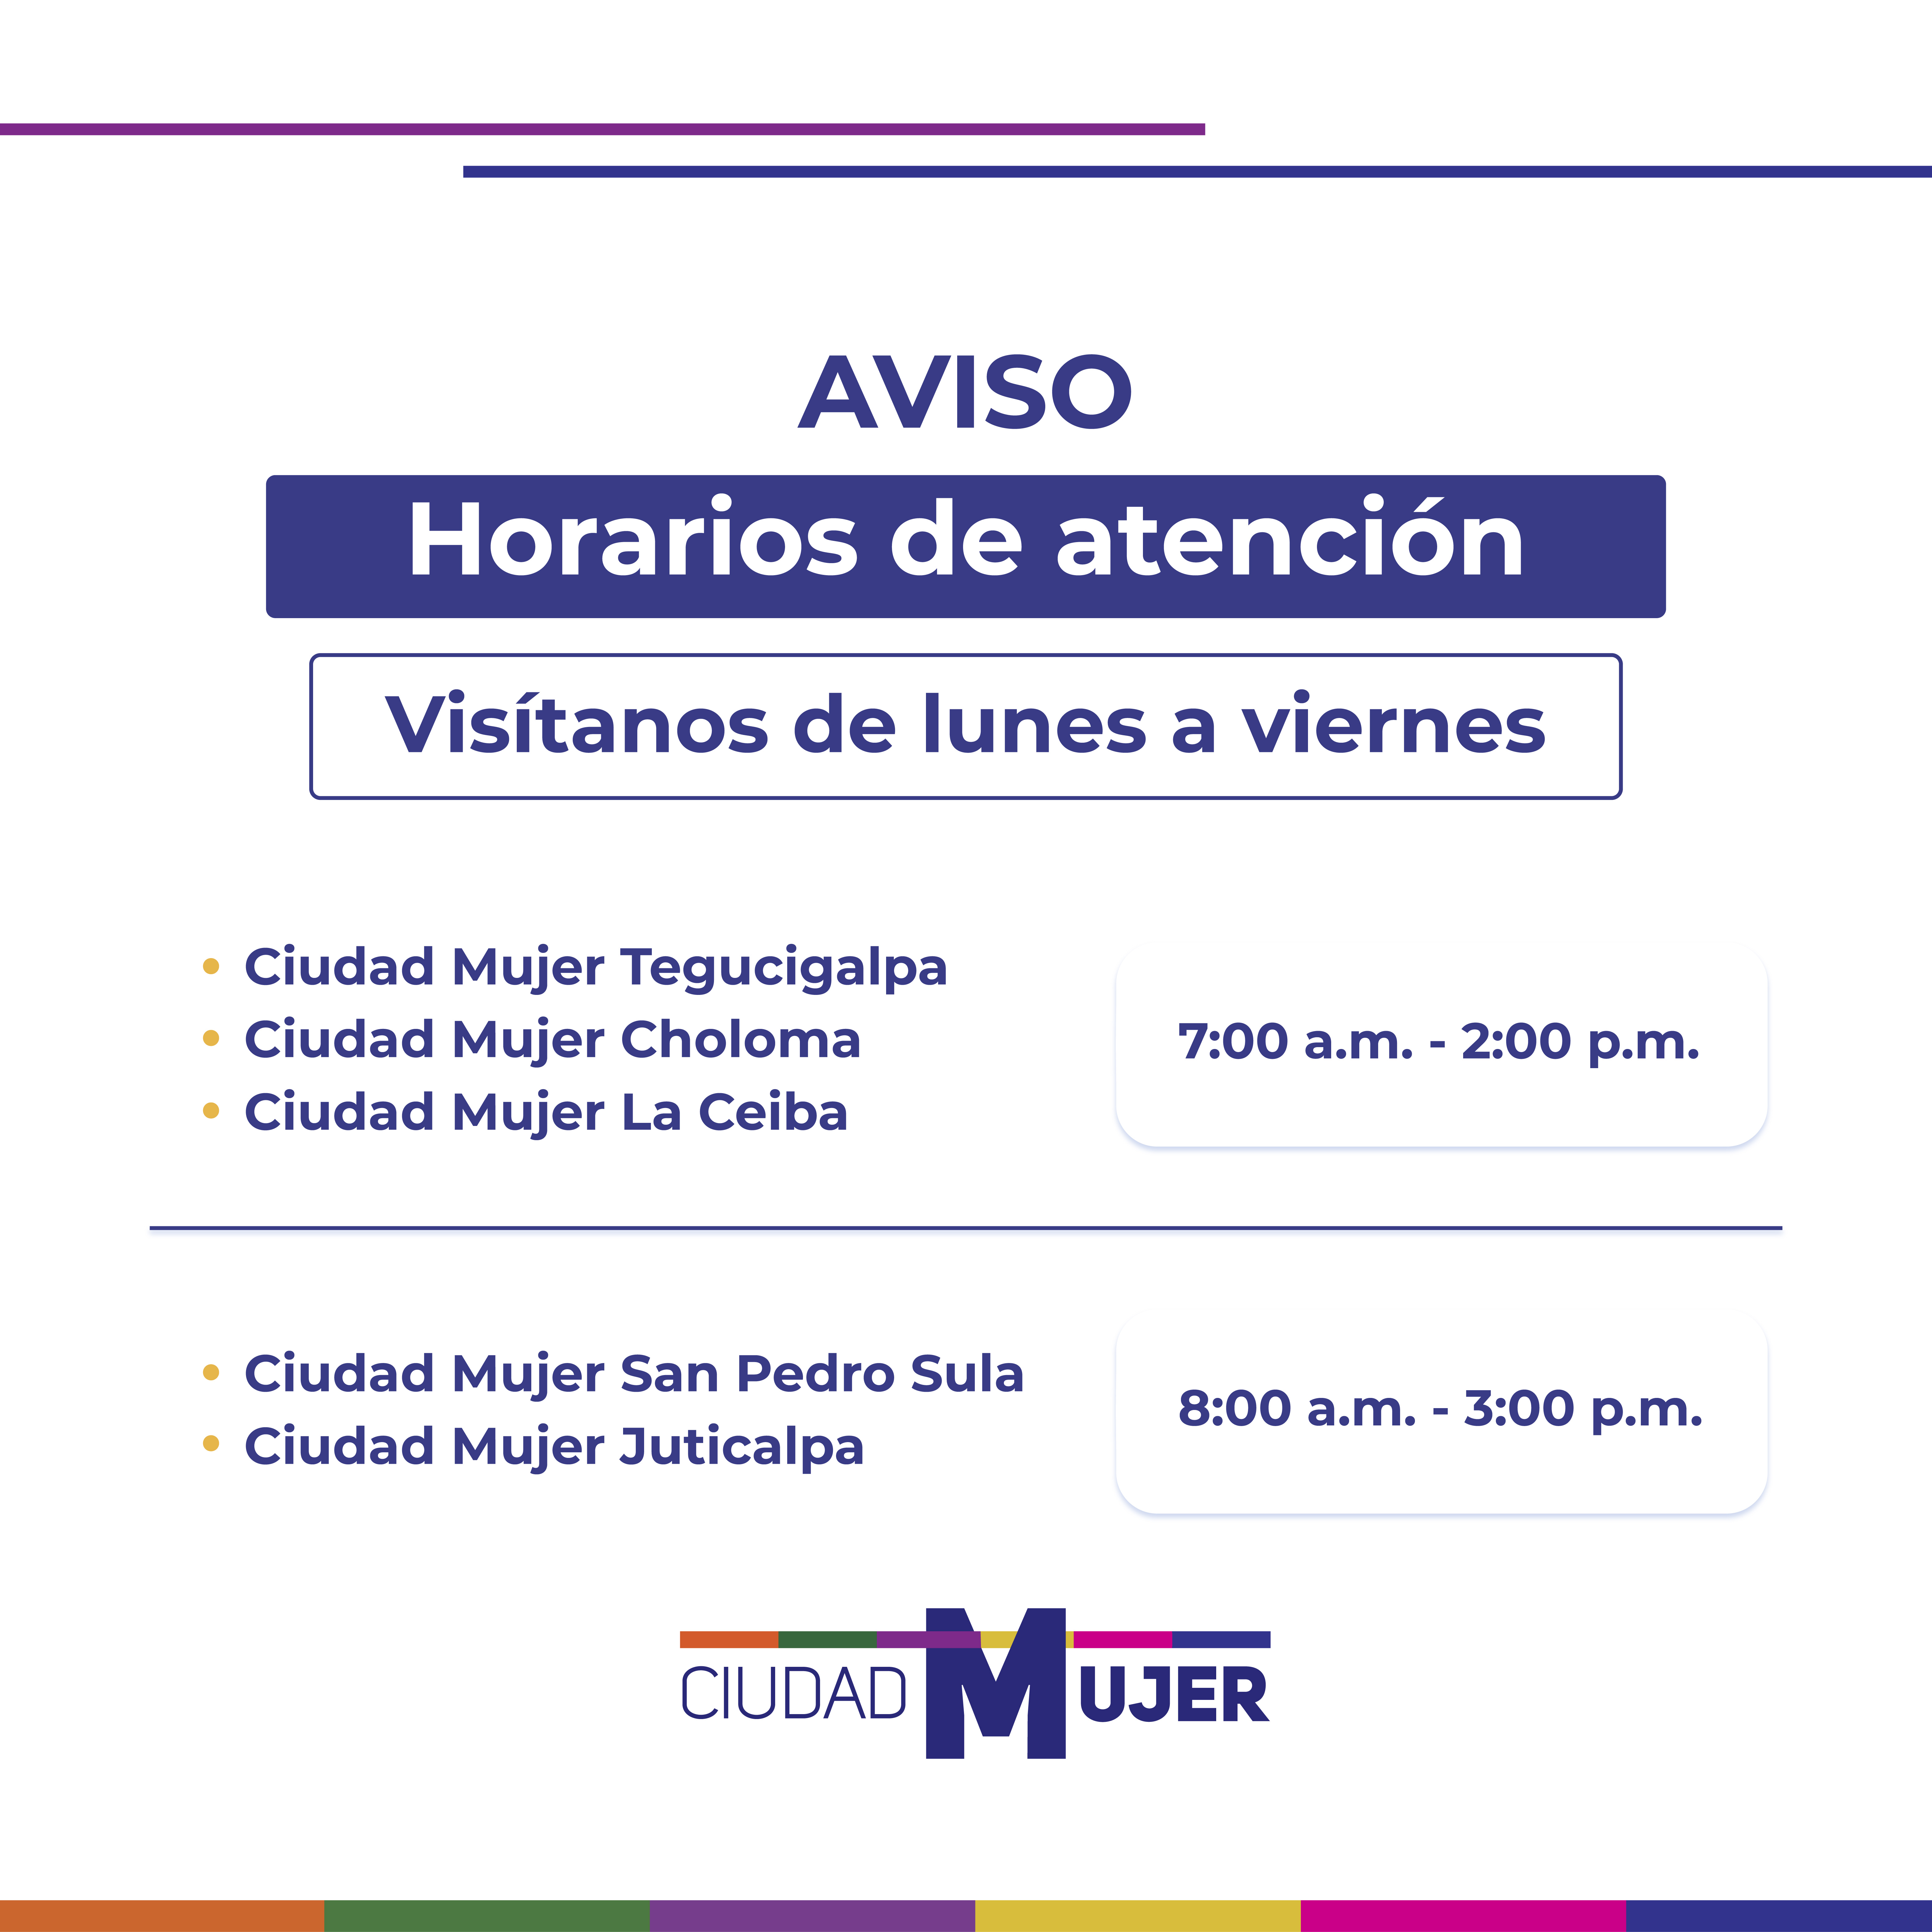 AVISO
Horarios de atención
Visítanos de lunes a viernes
• Ciudad Mujer Tegucigalpa
• Ciudad Mujer Choloma
• Ciudad Mujer La Ceiba
7:00 a.m. - 2:00 p.m.
• Ciudad Mujer San Pedro Sula
• Ciudad Mujer Juticalpa
8:00 a.m. - 3:00 p.m.
CIUDAD MUJER